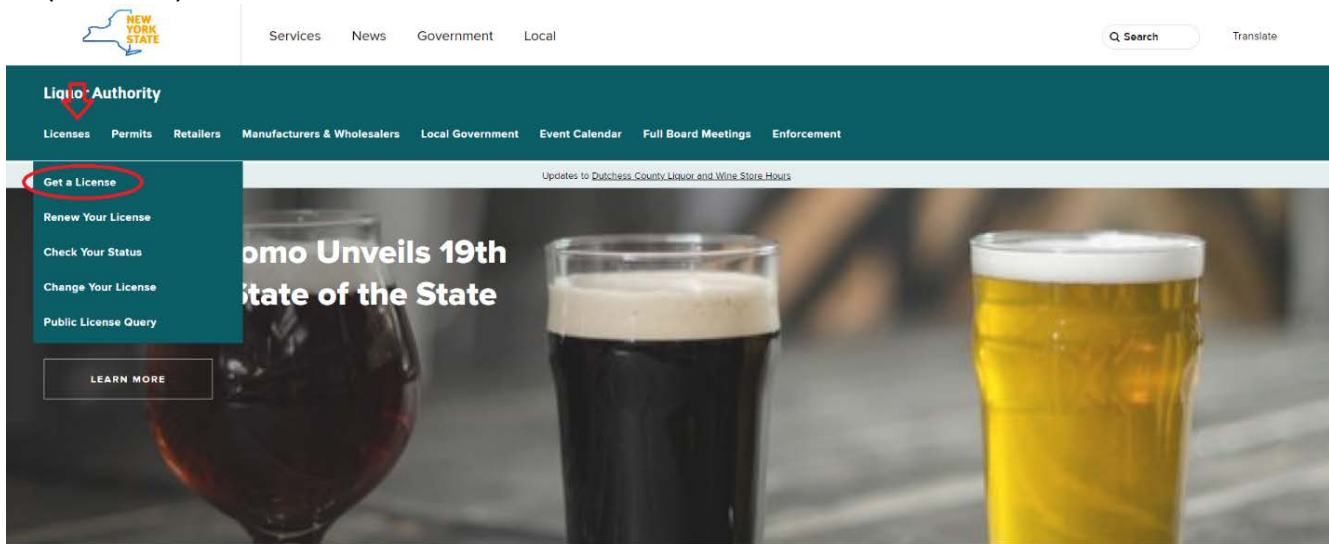 NEW
YORK
STATE
Services News Government Local
Search Translate
Liquor Authority
Licenses Permits Retailers Manufacturers & Wholesalers Local Government Event Calendar Full Board Meetings Enforcement
Updates to Dutchess County Liquor and Wine Store Hours
Get a License
Renew Your License
Check Your Status
Change Your License
Public License Query
omo Unveils 19th
State of the State
LEARN MORE